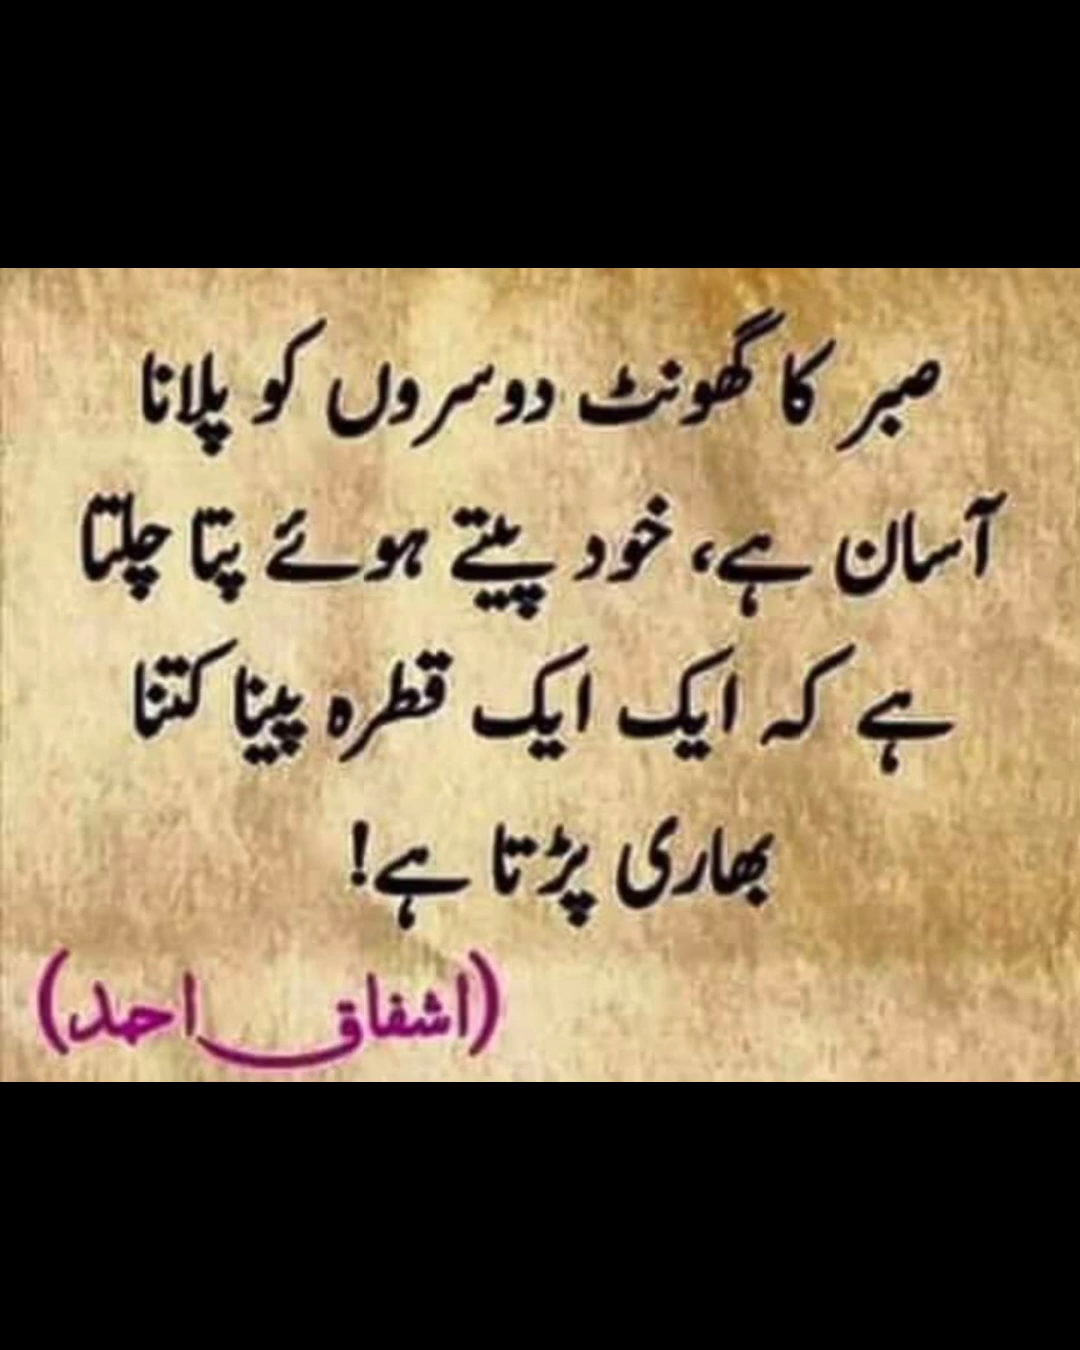 صبر کا گھونٹ دوسروں کو پلانا
آسان ہے، خود پیتے ہوئے پتا چلتا
ہے کہ ایک ایک قطرہ پینا کتنا
بھاری پڑتا ہے!
(اشفاق احمد)